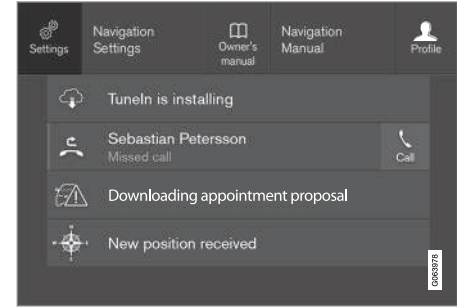 Settings
Navigation
Settings
Owner's
manual
Navigation
Manual
Profile
TuneIn is installing
Sebastian Petersson
Missed call
Call
Downloading appointment proposal
New position received
G063978